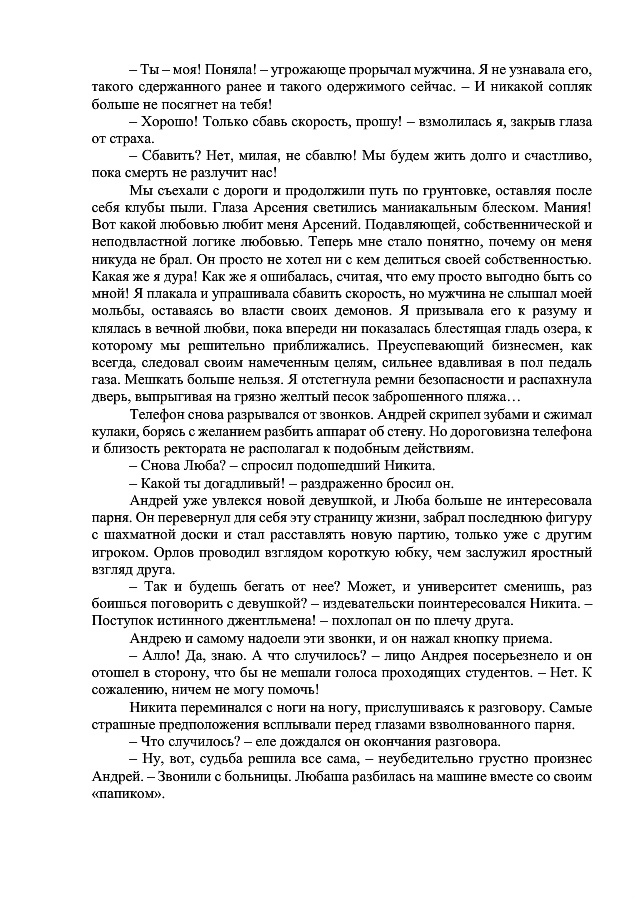 – Ты – моя! Поняла! – угрожающе прорычал мужчина. Я не узнавала его,
такого сдержанного ранее и такого одержимого сейчас. – И никакой сопляк
больше не посягнет на тебя!
– Хорошо! Только сбавь скорость, прошу! – взмолилась я, закрыв глаза
от страха.
– Сбавить? Нет, милая, не сбавлю! Мы будем жить долго и счастливо,
пока смерть не разлучит нас!
Мы съехали с дороги и продолжили путь по грунтовке, оставляя после
себя клубы пыли. Глаза Арсения светились маниакальным блеском. Мания!
Вот какой любовью любит меня Арсений. Подавляющей, собственнической и
неподвластной логике любовью. Теперь мне стало понятно, почему он меня
никуда не брал. Он просто не хотел ни с кем делиться своей собственностью.
Какая же я дура! Как же я ошибалась, считая, что ему просто выгодно быть со
мной! Я плакала и упрашивала сбавить скорость, но мужчина не слышал моей
мольбы, оставаясь во власти своих демонов. Я призывала его к разуму и
клялась в вечной любви, пока впереди ни показалась блестящая гладь озера, к
которому мы решительно приближались. Преуспевающий бизнесмен, как
всегда, следовал своим намеченным целям, сильнее вдавливая в пол педаль
газа. Мешкать больше нельзя. Я отстегнула ремни безопасности и распахнула
дверь, выпрыгивая на грязно желтый песок заброшенного пляжа…
Телефон снова разрывался от звонков. Андрей скрипел зубами и сжимал
кулаки, борясь с желанием разбить аппарат об стену. Но дороговизна телефона
и близость ректората не располагал к подобным действиям.
– Снова Люба? – спросил подошедший Никита.
– Какой ты догадливый! – раздраженно бросил он.
Андрей уже увлекся новой девушкой, и Люба больше не интересовала
парня. Он перевернул для себя эту страницу жизни, забрал последнюю фигуру
с шахматной доски и стал расставлять новую партию, только уже с другим
игроком. Орлов проводил взглядом короткую юбку, чем заслужил яростный
взгляд друга.
– Так и будешь бегать от нее? Может, и университет сменишь, раз
боишься поговорить с девушкой? – издевательски поинтересовался Никита. –
Поступок истинного джентльмена! – похлопал он по плечу друга.
Андрею и самому надоели эти звонки, и он нажал кнопку приема.
– Алло! Да, знаю. А что случилось? – лицо Андрея посерьезнело и он
отошел в сторону, что бы не мешали голоса проходящих студентов. – Нет. К
сожалению, ничем не могу помочь!
Никита переминался с ноги на ногу, прислушиваясь к разговору. Самые
страшные предположения всплывали перед глазами взволнованного парня.
– Что случилось? – еле дождался он окончания разговора.
– Ну, вот, судьба решила все сама, – неубедительно грустно произнес
Андрей. – Звонили с больницы. Любаша разбилась на машине вместе со своим
«папиком».